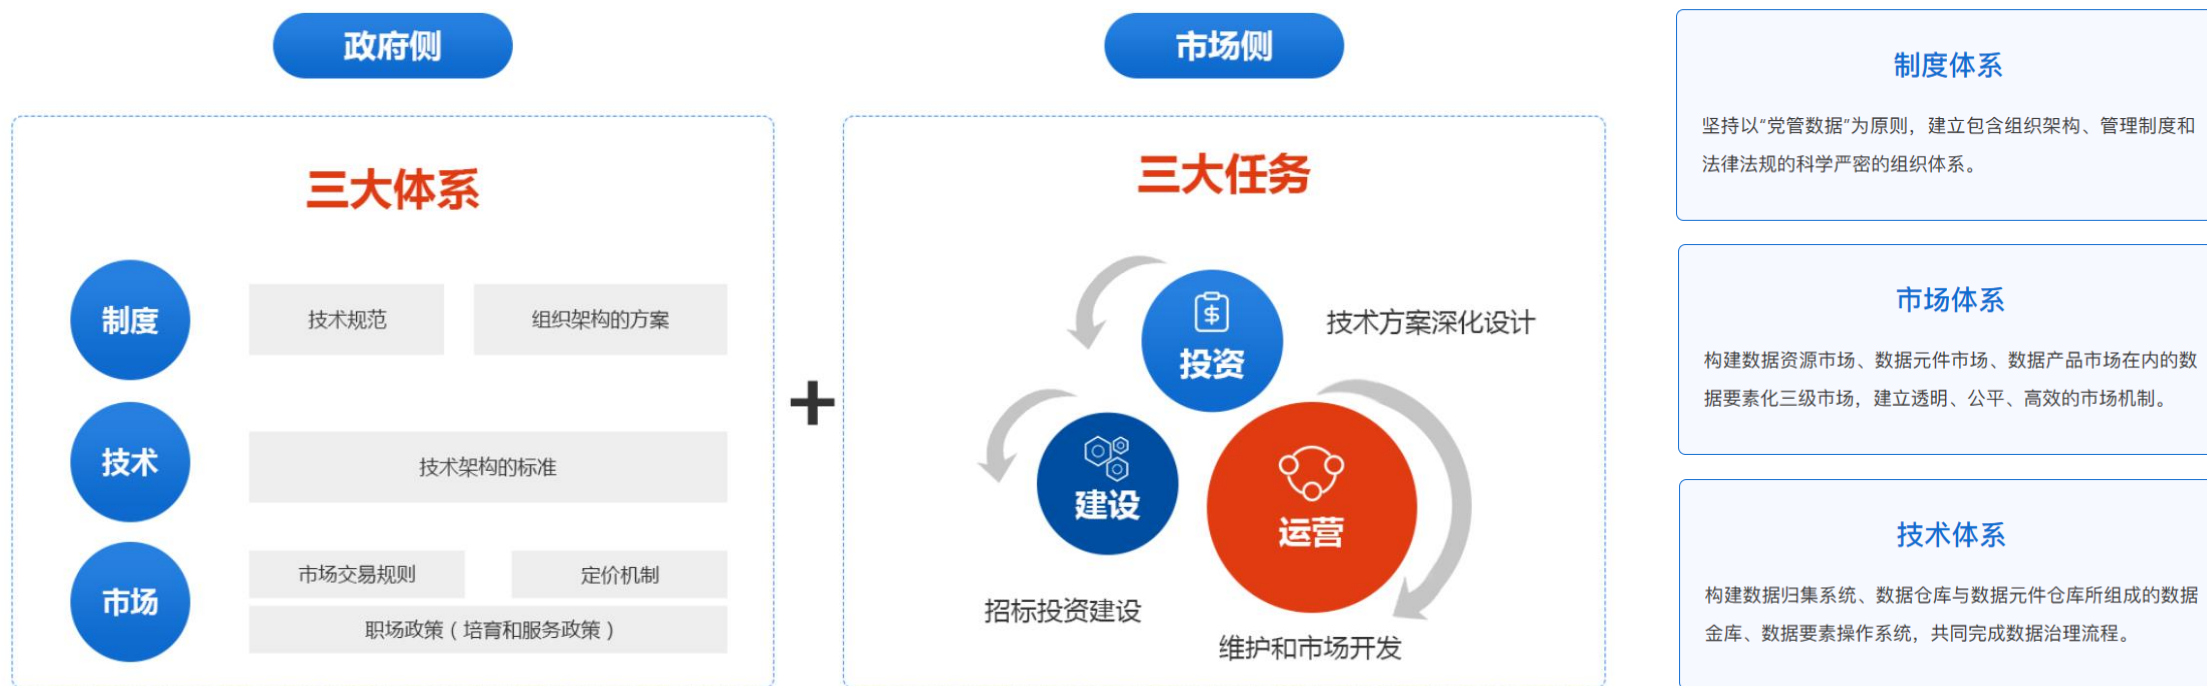 政府侧
三大体系
制度
技术规范
组织架构的方案
技术
技术架构的标准
市场
市场交易规则
定价机制
职场政策（培育和服务政策）
+
市场侧
三大任务
投资
技术方案深化设计
建设
招标投资建设
运营
维护和市场开发
制度体系
坚持以“党管数据”为原则，建立包含组织架构、管理制度和
法律法规的科学严密的组织体系。
市场体系
构建数据资源市场、数据元件市场、数据产品市场在内的数
据要素化三级市场，建立透明、公平、高效的市场机制。
技术体系
构建数据归集系统、数据仓库与数据元件仓库所组成的数据
金库、数据要素操作系统，共同完成数据治理流程。